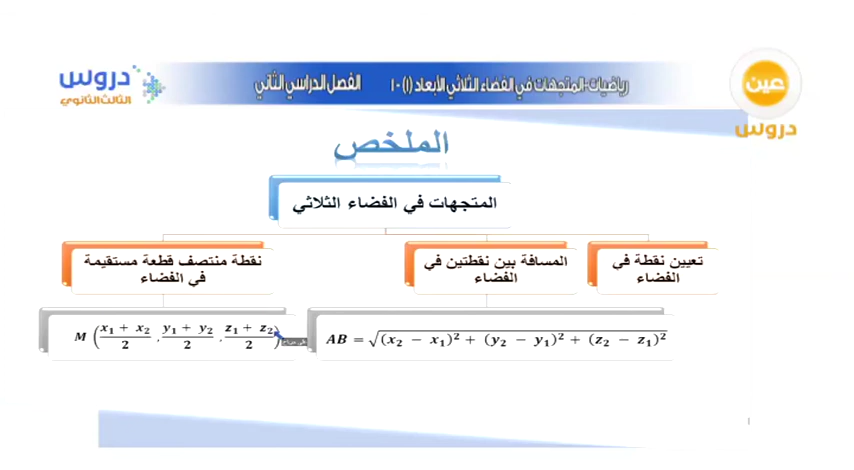 دروس
الثالث الثانوي
رياضيات - المتجهات في الفضاء الثلاثي الأبعاد (١) - ١٠ الفصل الدراسي الثاني
عين
دروس
الملخص
المتجهات في الفضاء الثلاثي
تعيين نقطة في الفضاء
المسافة بين نقطتين في الفضاء
نقطة منتصف قطعة مستقيمة في الفضاء
AB = √(x₂ − x₁)² + (y₂ − y₁)² + (z₂ − z₁)²
M ((x₁ + x₂)/2 , (y₁ + y₂)/2 , (z₁ + z₂)/2)